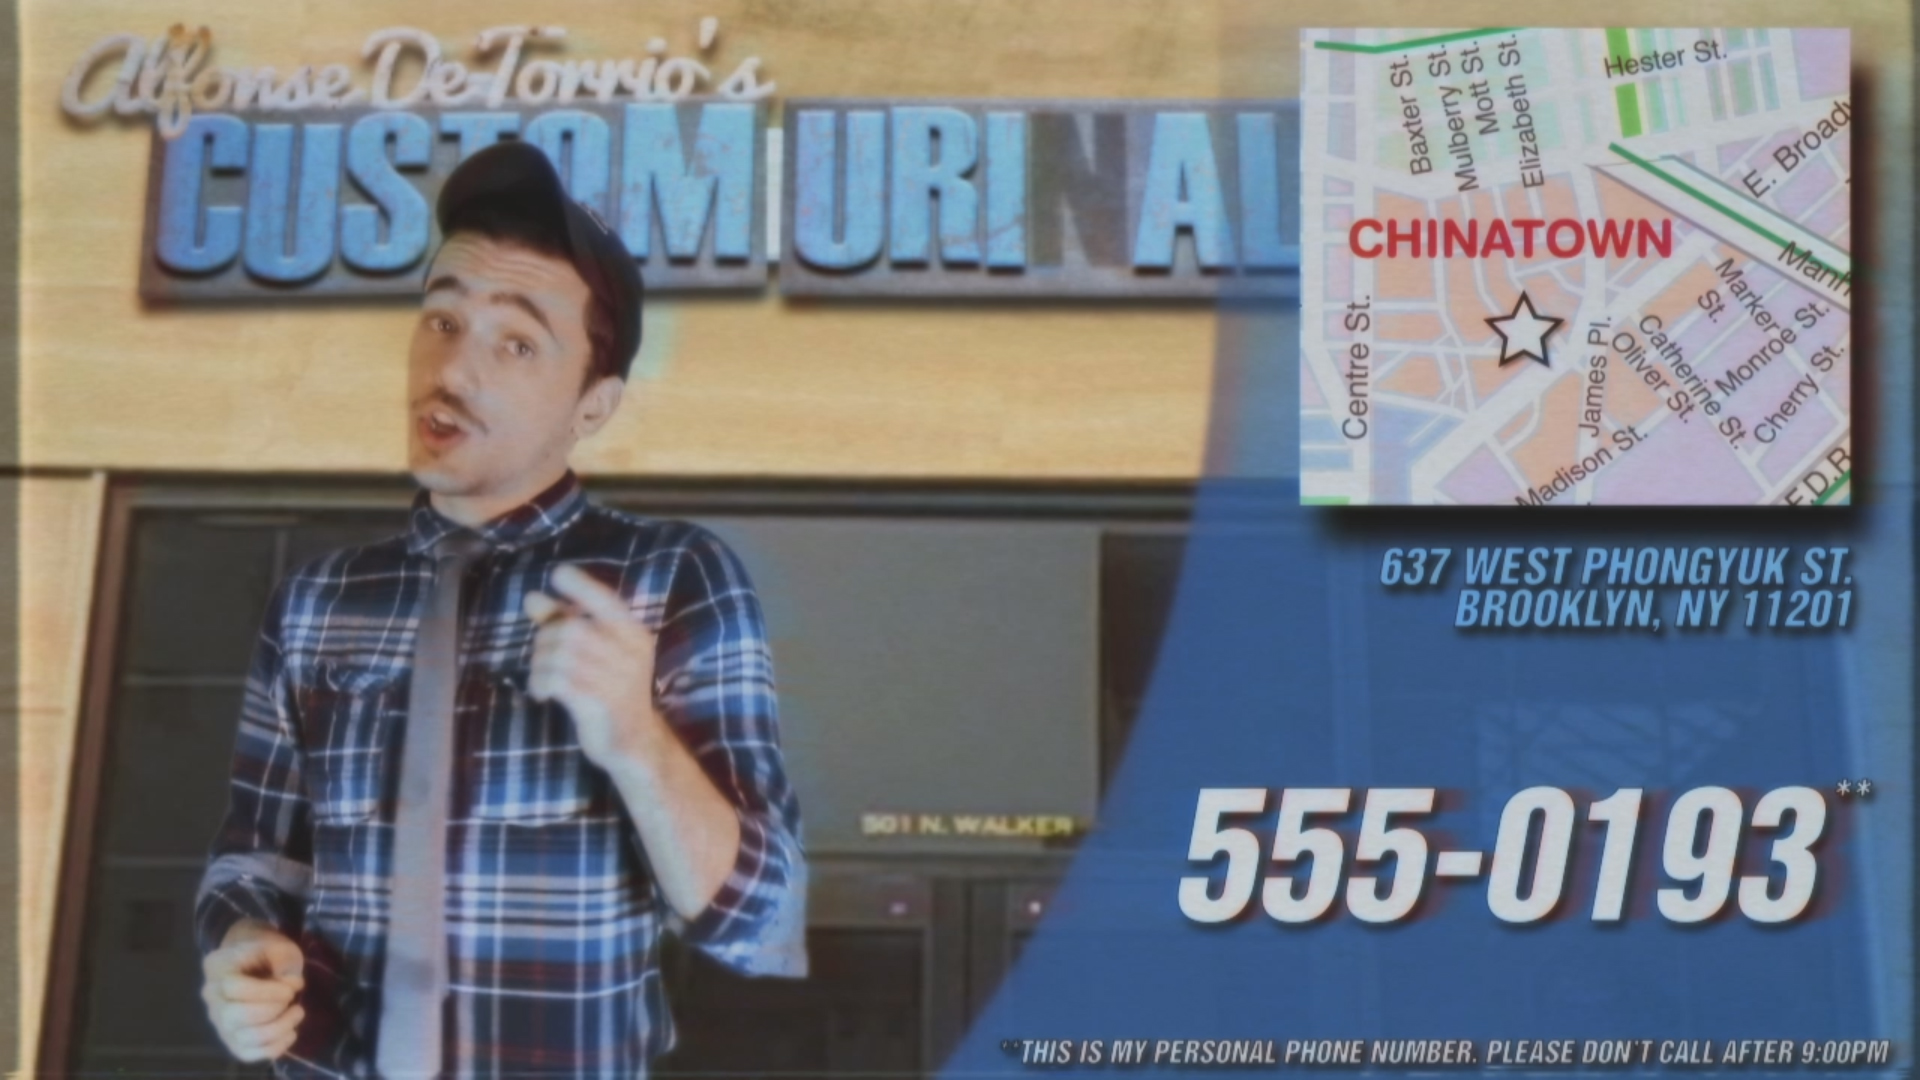 Alfonse DeTorrio's
CUSTOM URINAL
Baxter St.
Mulberry St.
Mott St.
Elizabeth St.
Hester St.
E. Broadw
CHINATOWN
Manh
Centre St.
James Pl.
Oliver St.
Catherine St.
Market St.
Monroe St.
Cherry St.
Madison St.
F.D.R
637 WEST PHONGYUK ST.
BROOKLYN, NY 11201
501 N. WALKER
555-0193**
**THIS IS MY PERSONAL PHONE NUMBER. PLEASE DON'T CALL AFTER 9:00PM